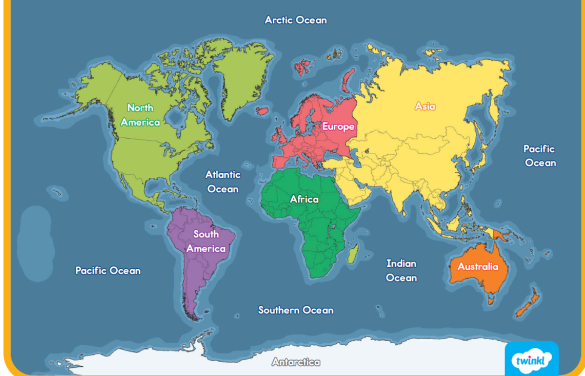 Arctic Ocean
North
America
Europe
Asia
Pacific
Ocean
Atlantic
Ocean
Africa
South
America
Pacific Ocean
Indian
Ocean
Australia
Southern Ocean
Antarctica
twinkl